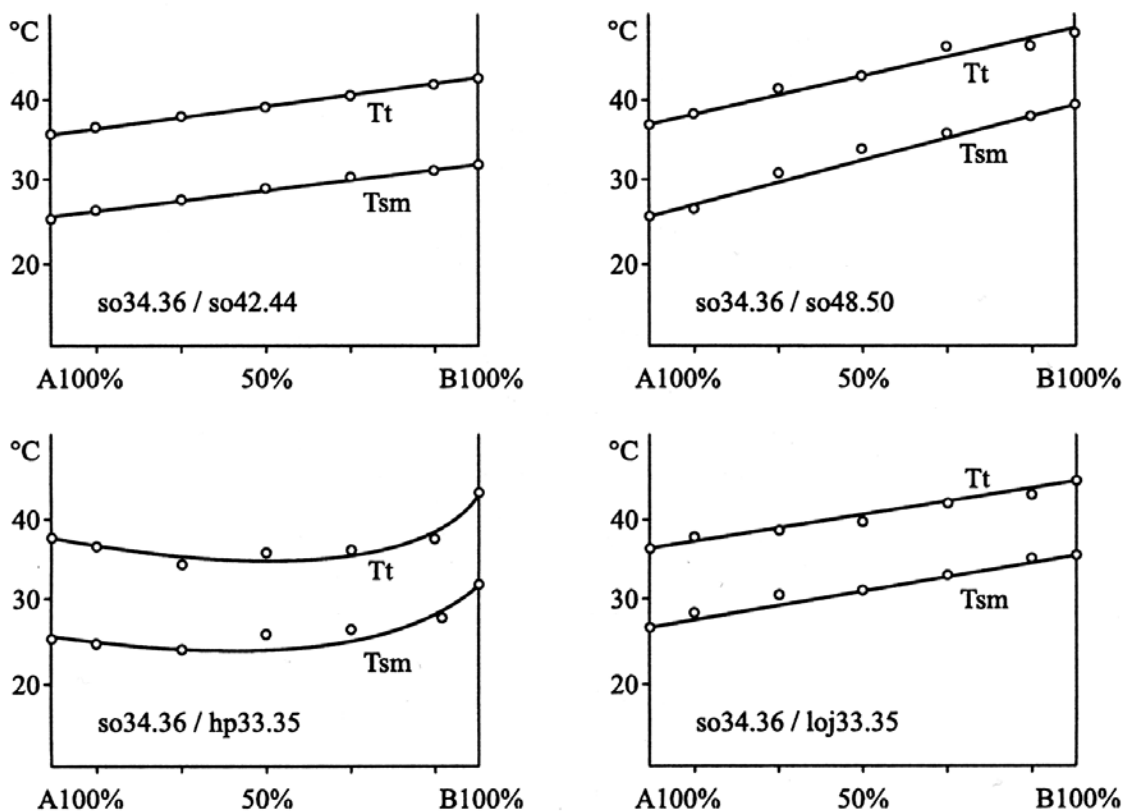 °C
40
30
20
Tt
Tsm
so34.36 / so42.44
A100%
50%
B100%
°C
40
30
20
Tt
Tsm
so34.36 / so48.50
A100%
50%
B100%
°C
40
30
20
Tt
Tsm
so34.36 / hp33.35
A100%
50%
B100%
°C
40
30
20
Tt
Tsm
so34.36 / loj33.35
A100%
50%
B100%